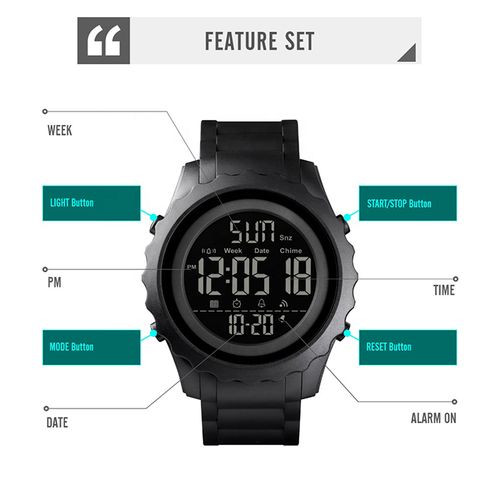 FEATURE SET
WEEK
LIGHT Button
START/STOP Button
SUN Snz
Week Date Chime
PM 12:05 18
PM
TIME
10-20
MODE Button
RESET Button
DATE
ALARM ON